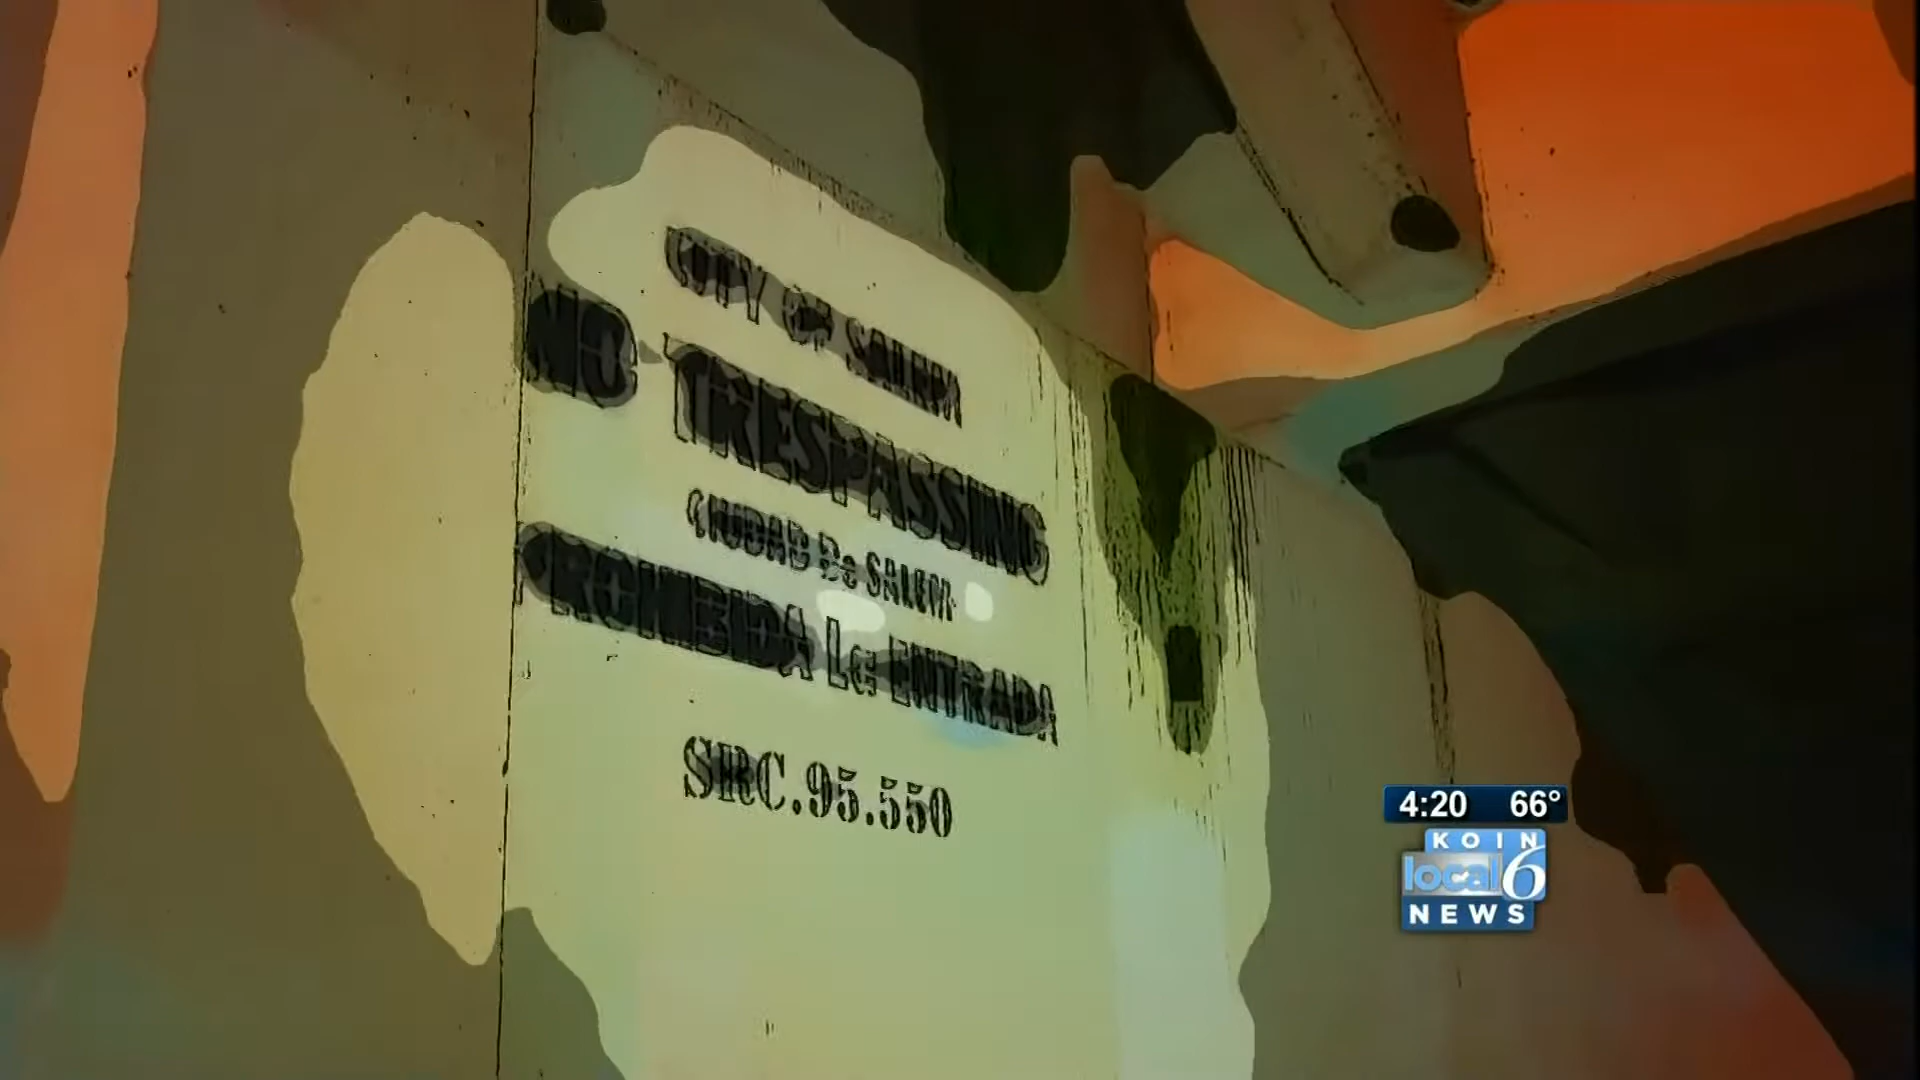 CITY OF SALEM
NO TRESPASSING
CIUDAD De SALEM
PROHIBIDA La ENTRADA
SRC.95.550
4:20 66°
KOIN
local 6
NEWS